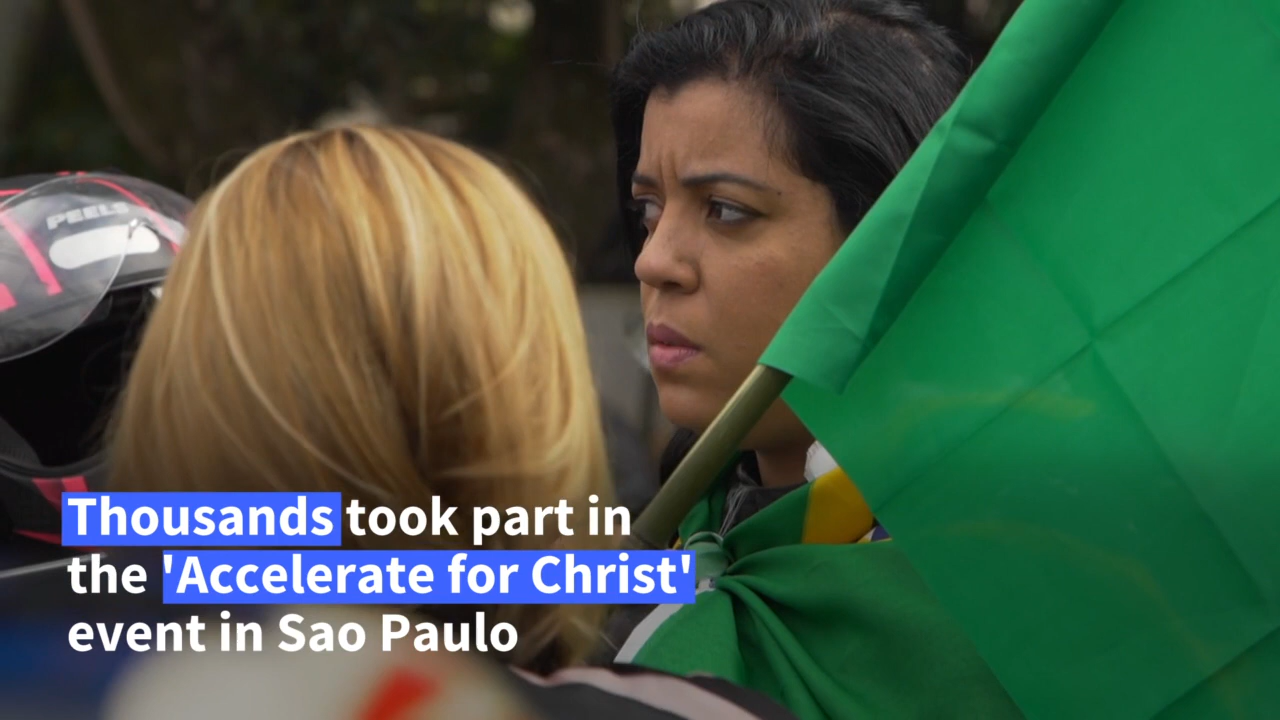 PEELS
Thousands took part in
the 'Accelerate for Christ'
event in Sao Paulo